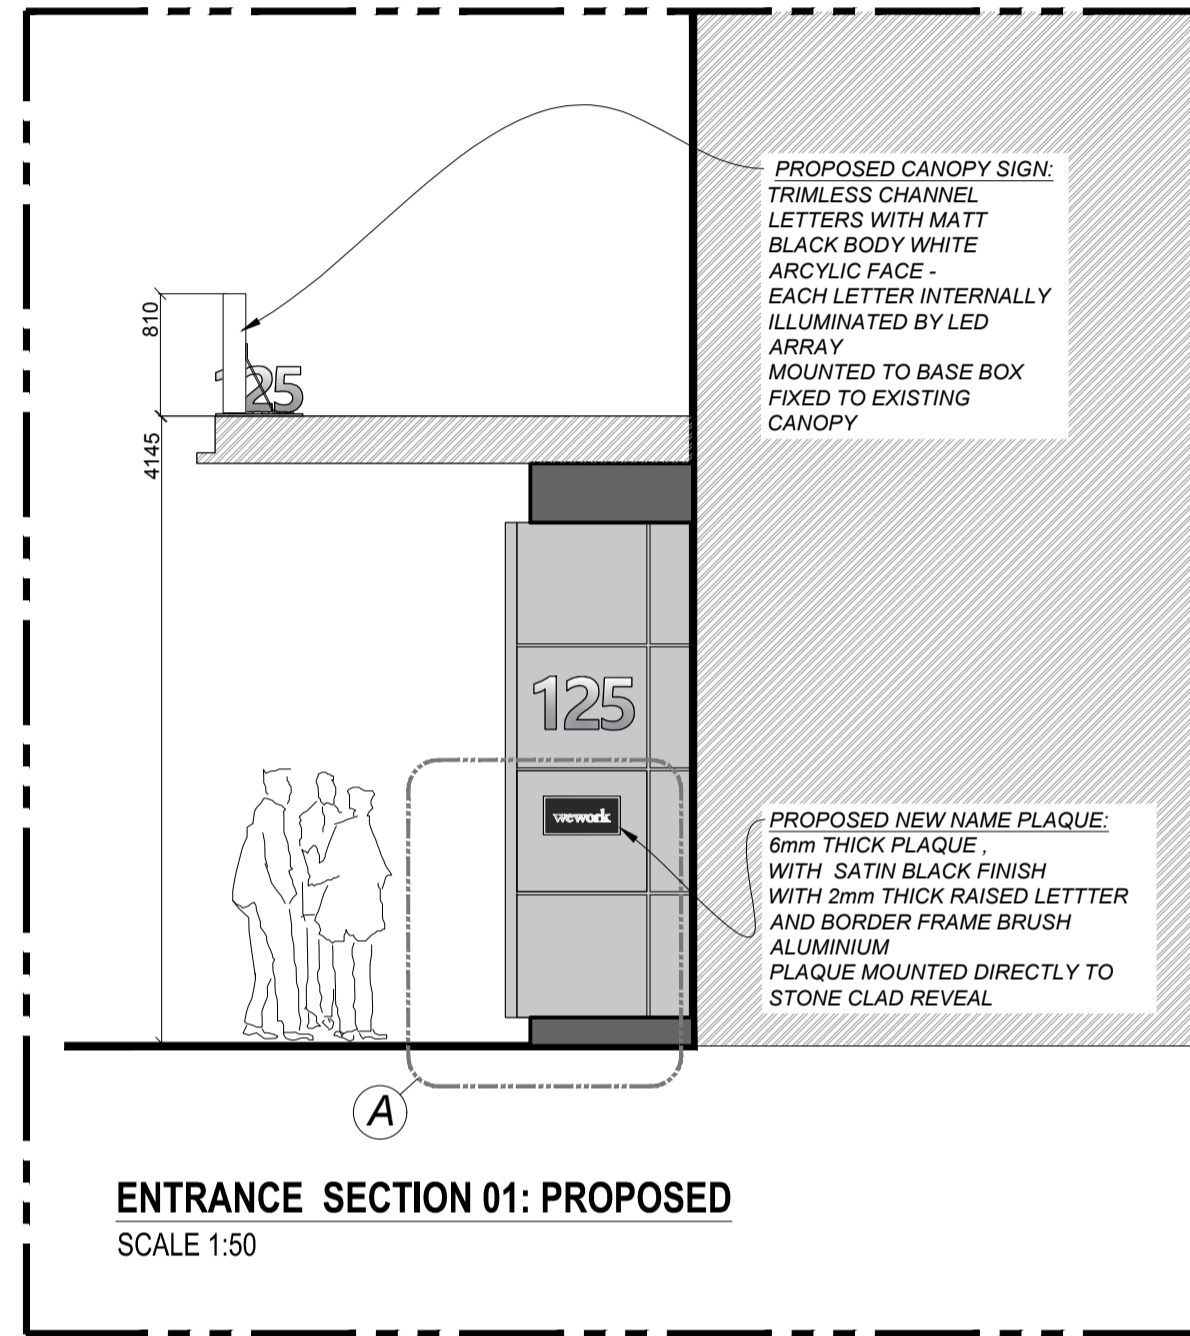 PROPOSED CANOPY SIGN:
TRIMLESS CHANNEL
LETTERS WITH MATT
BLACK BODY WHITE
ARCYLIC FACE -
EACH LETTER INTERNALLY
ILLUMINATED BY LED
ARRAY
MOUNTED TO BASE BOX
FIXED TO EXISTING
CANOPY
810
125
4145
125
wework
PROPOSED NEW NAME PLAQUE:
6mm THICK PLAQUE ,
WITH SATIN BLACK FINISH
WITH 2mm THICK RAISED LETTTER
AND BORDER FRAME BRUSH
ALUMINIUM
PLAQUE MOUNTED DIRECTLY TO
STONE CLAD REVEAL
A
ENTRANCE SECTION 01: PROPOSED
SCALE 1:50